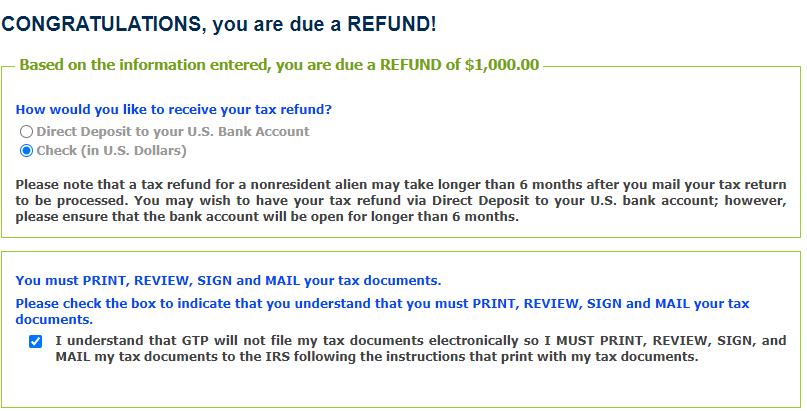 CONGRATULATIONS, you are due a REFUND!
Based on the information entered, you are due a REFUND of $1,000.00
How would you like to receive your tax refund?
Direct Deposit to your U.S. Bank Account
Check (in U.S. Dollars)
Please note that a tax refund for a nonresident alien may take longer than 6 months after you mail your tax return
to be processed. You may wish to have your tax refund via Direct Deposit to your U.S. bank account; however,
please ensure that the bank account will be open for longer than 6 months.
You must PRINT, REVIEW, SIGN and MAIL your tax documents.
Please check the box to indicate that you understand that you must PRINT, REVIEW, SIGN and MAIL your tax
documents.
I understand that GTP will not file my tax documents electronically so I MUST PRINT, REVIEW, SIGN, and
MAIL my tax documents to the IRS following the instructions that print with my tax documents.